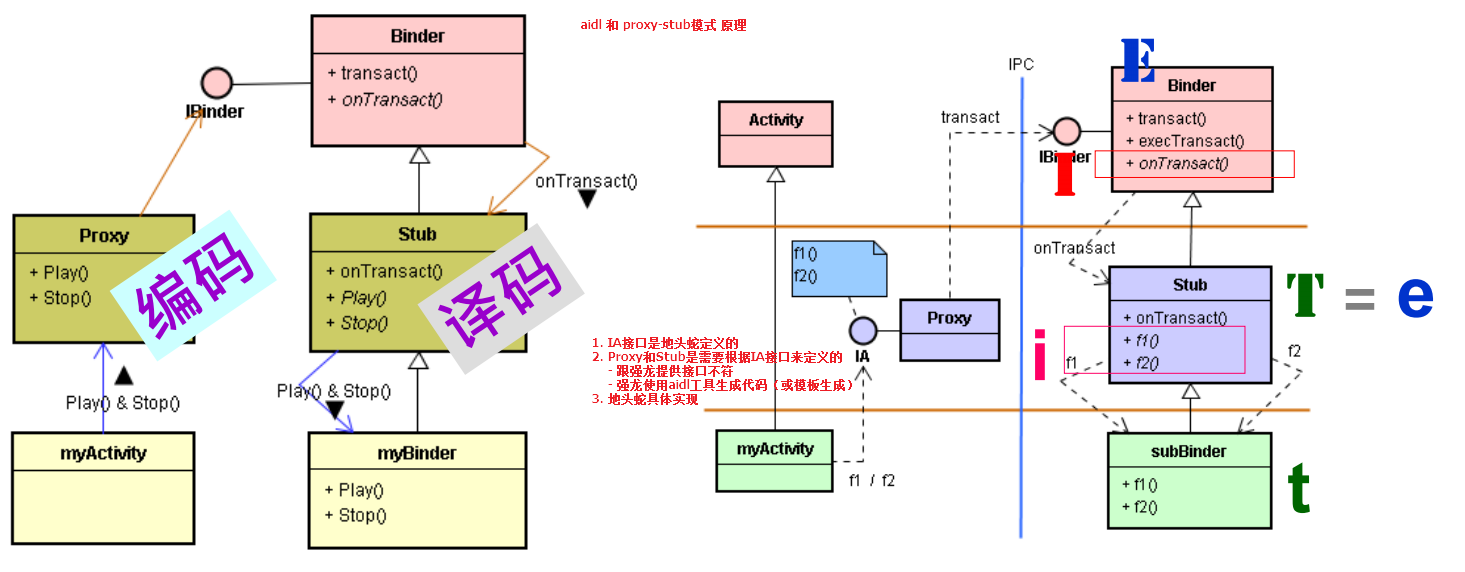 aidl 和 proxy-stub模式 原理
Binder
+ transact()
+ onTransact()
IBinder
onTransact()
Proxy
+ Play()
+ Stop()
编码
Stub
+ onTransact()
+ Play()
+ Stop()
译码
Play() & Stop()
Play() & Stop()
myActivity
myBinder
+ Play()
+ Stop()
IPC
E
Activity
transact
IBinder
I
Binder
+ transact()
+ execTransact()
+ onTransact()
onTransact
f1()
f2()
IA
Proxy
Stub
+ onTransact()
+ f1()
+ f2()
T = e
i
f1
f2
1. IA接口是地头蛇定义的
2. Proxy和Stub是需要根据IA接口来定义的
- 跟强龙提供接口不符
- 强龙使用aidl工具生成代码（或模板生成）
3. 地头蛇具体实现
myActivity
f1 / f2
subBinder
+ f1()
+ f2()
t